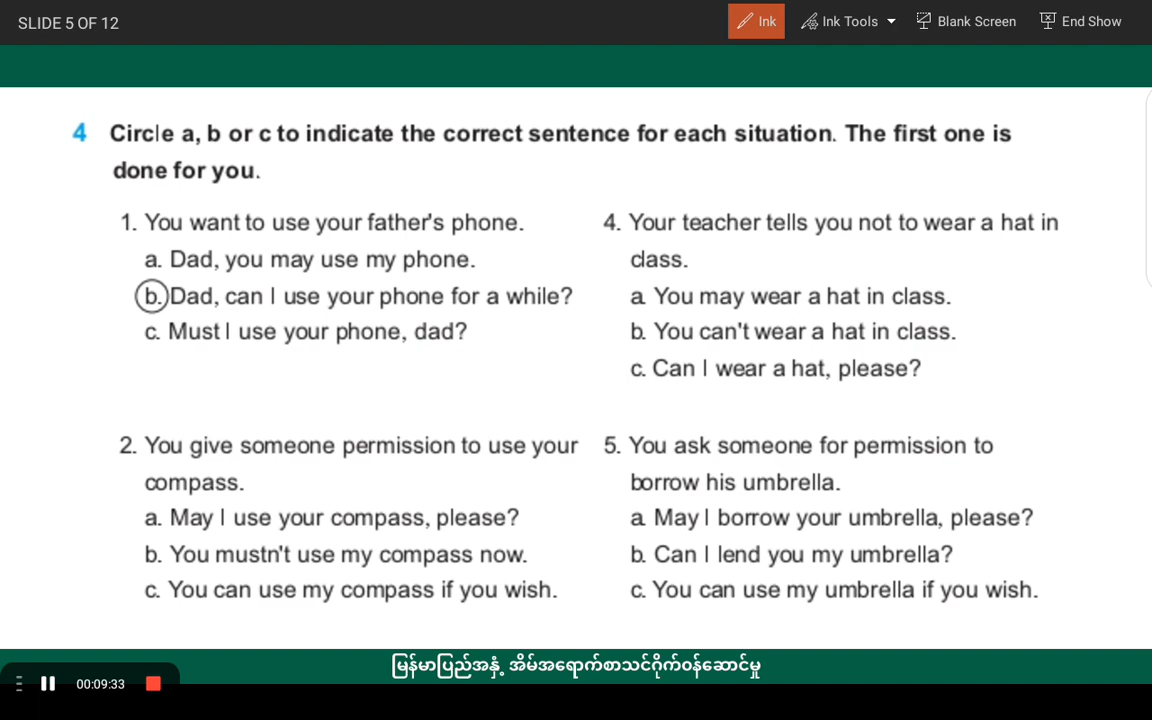 SLIDE 5 OF 12
Ink
Ink Tools
Blank Screen
End Show
4 Circle a, b or c to indicate the correct sentence for each situation. The first one is
done for you.
1. You want to use your father's phone.
a. Dad, you may use my phone.
b. Dad, can I use your phone for a while?
c. Must I use your phone, dad?
2. You give someone permission to use your
compass.
a. May I use your compass, please?
b. You mustn't use my compass now.
c. You can use my compass if you wish.
4. Your teacher tells you not to wear a hat in
class.
a. You may wear a hat in class.
b. You can't wear a hat in class.
c. Can I wear a hat, please?
5. You ask someone for permission to
borrow his umbrella.
a. May I borrow your umbrella, please?
b. Can I lend you my umbrella?
c. You can use my umbrella if you wish.
မြန်မာပြည်အနှံ့ အိမ်အရောက်စာသင်ဂိုက်ဝန်ဆောင်မှု
00:09:33